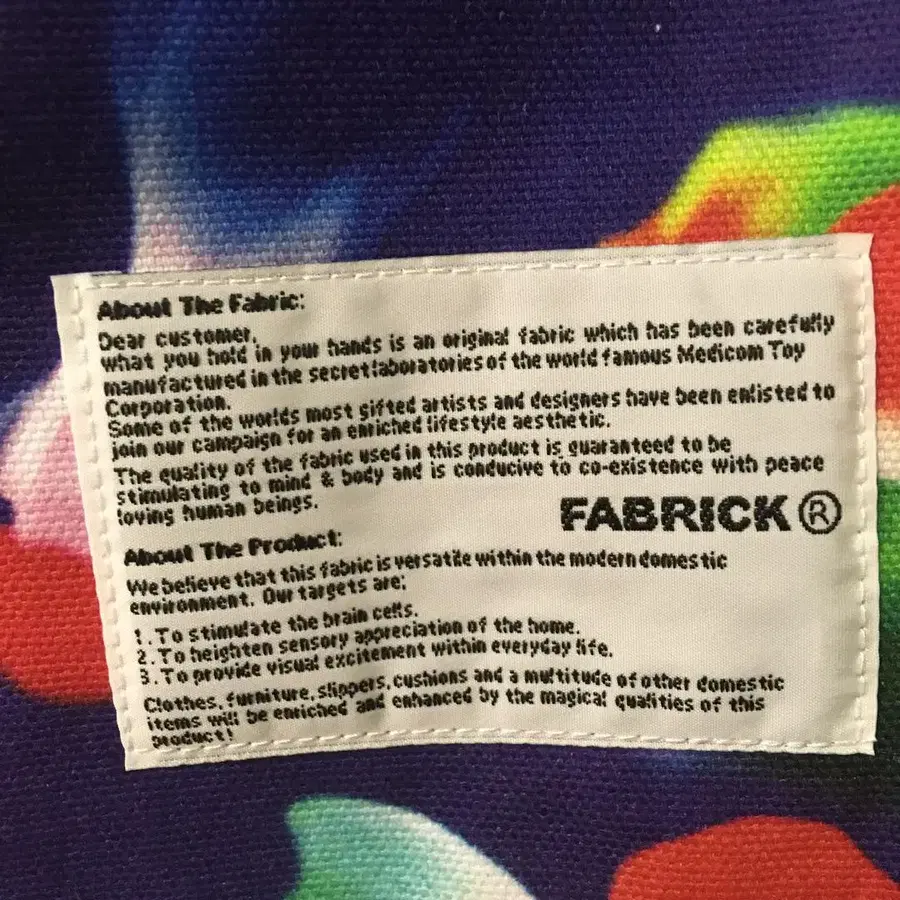 About The Fabric:
Dear customer,
what you hold in your hands is an original fabric which has been carefully
manufactured in the secret laboratories of the world famous Medicom Toy
Corporation.
Some of the worlds most gifted artists and designers have been enlisted to
join our campaign for an enriched lifestyle aesthetic.
The quality of the fabric used in this product is guaranteed to be
stimulating to mind & body and is conducive to co-existence with peace
loving human beings.
FABRICK®
About The Product:
We believe that this fabric is versatile within the modern domestic
environment. Our targets are:
1. To stimulate the brain cells.
2. To heighten sensory appreciation of the home.
3. To provide visual excitement within everyday life.
Clothes, furniture, slippers, cushions and a multitude of other domestic
items will be enriched and enhanced by the magical qualities of this
product!